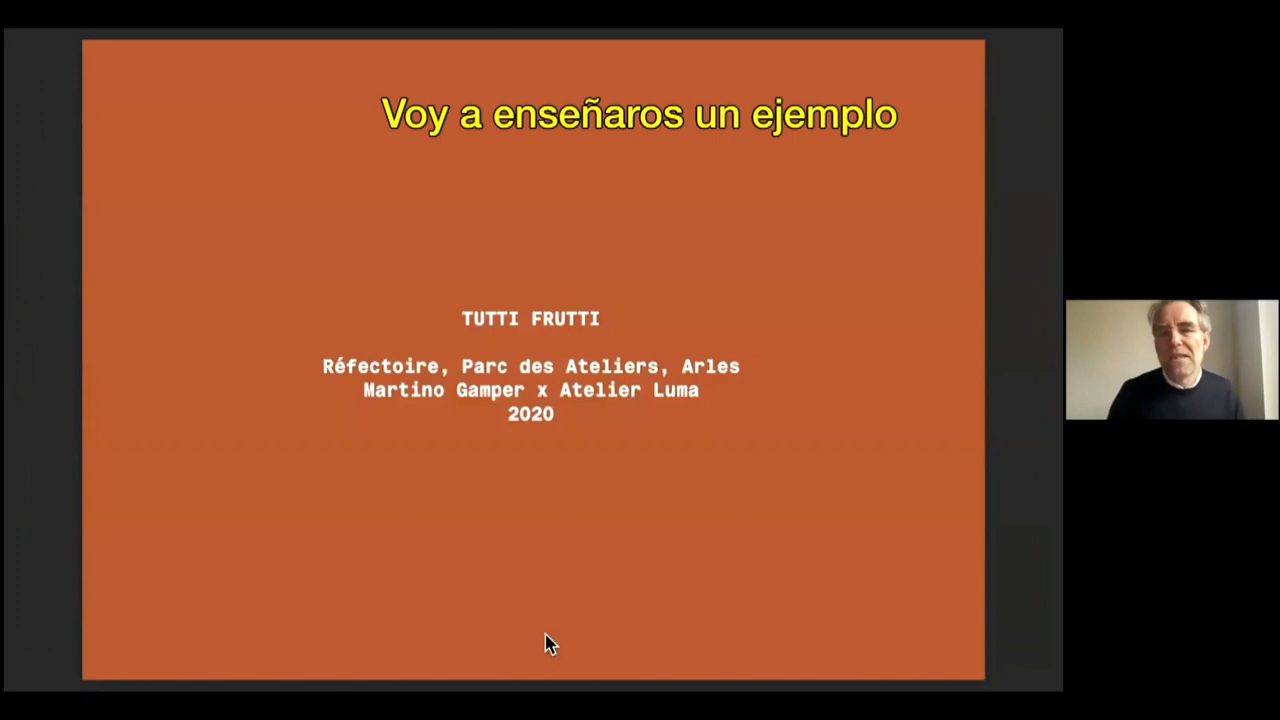 Voy a enseñaros un ejemplo
TUTTI FRUTTI
Réfectoire, Parc des Ateliers, Arles
Martino Gamper x Atelier Luma
2020